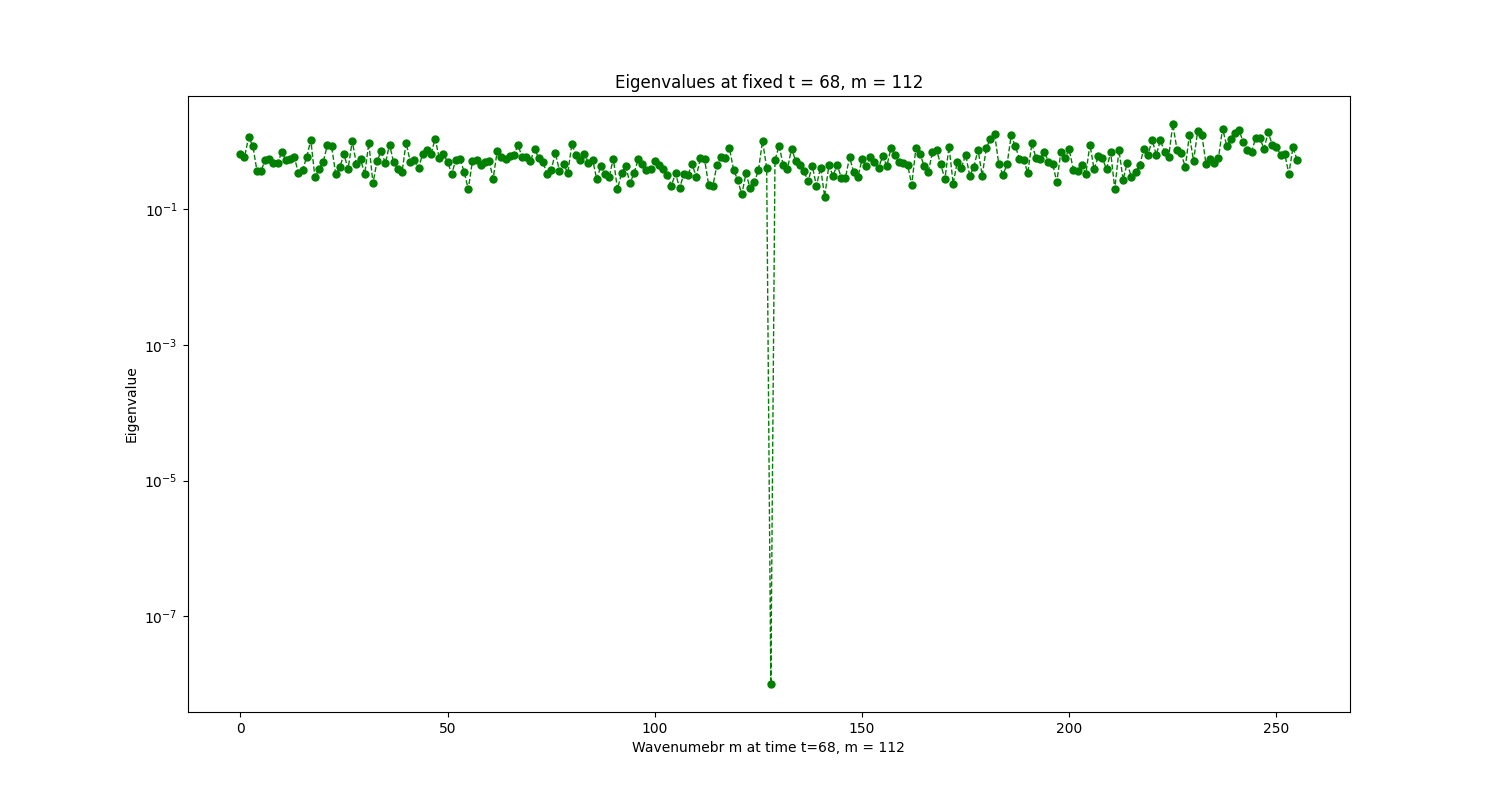 Eigenvalues at fixed t = 68, m = 112
Eigenvalue
10⁻¹
10⁻³
10⁻⁵
10⁻⁷
0 50 100 150 200 250
Wavenumebr m at time t=68, m = 112